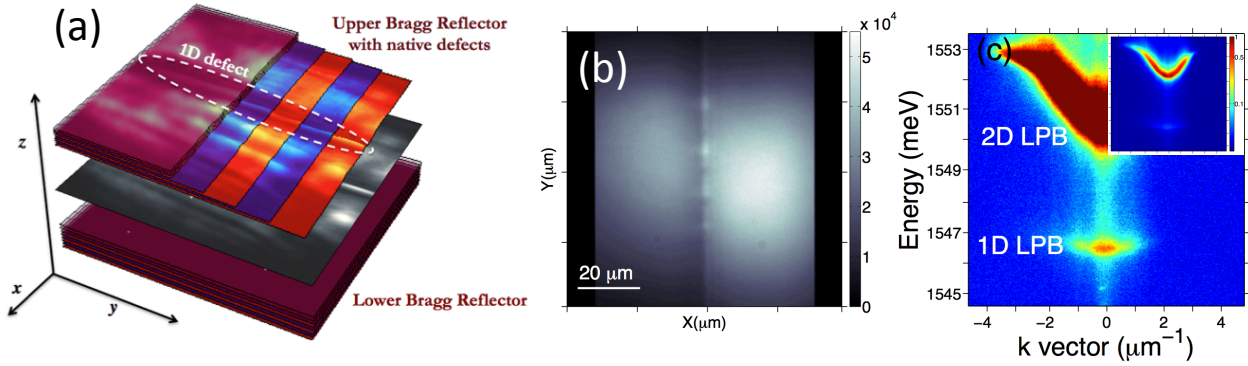 (a)
Upper Bragg Reflector
with native defects
1D defect
z
x
y
Lower Bragg Reflector
(b)
Y(μm)
20 μm
X(μm)
x 10⁴
5
4
3
2
1
0
(c)
1553
1551
1549
1547
1545
Energy (meV)
2D LPB
1D LPB
-4
-2
0
2
4
k vector (μm⁻¹)
1
0.5
0.1